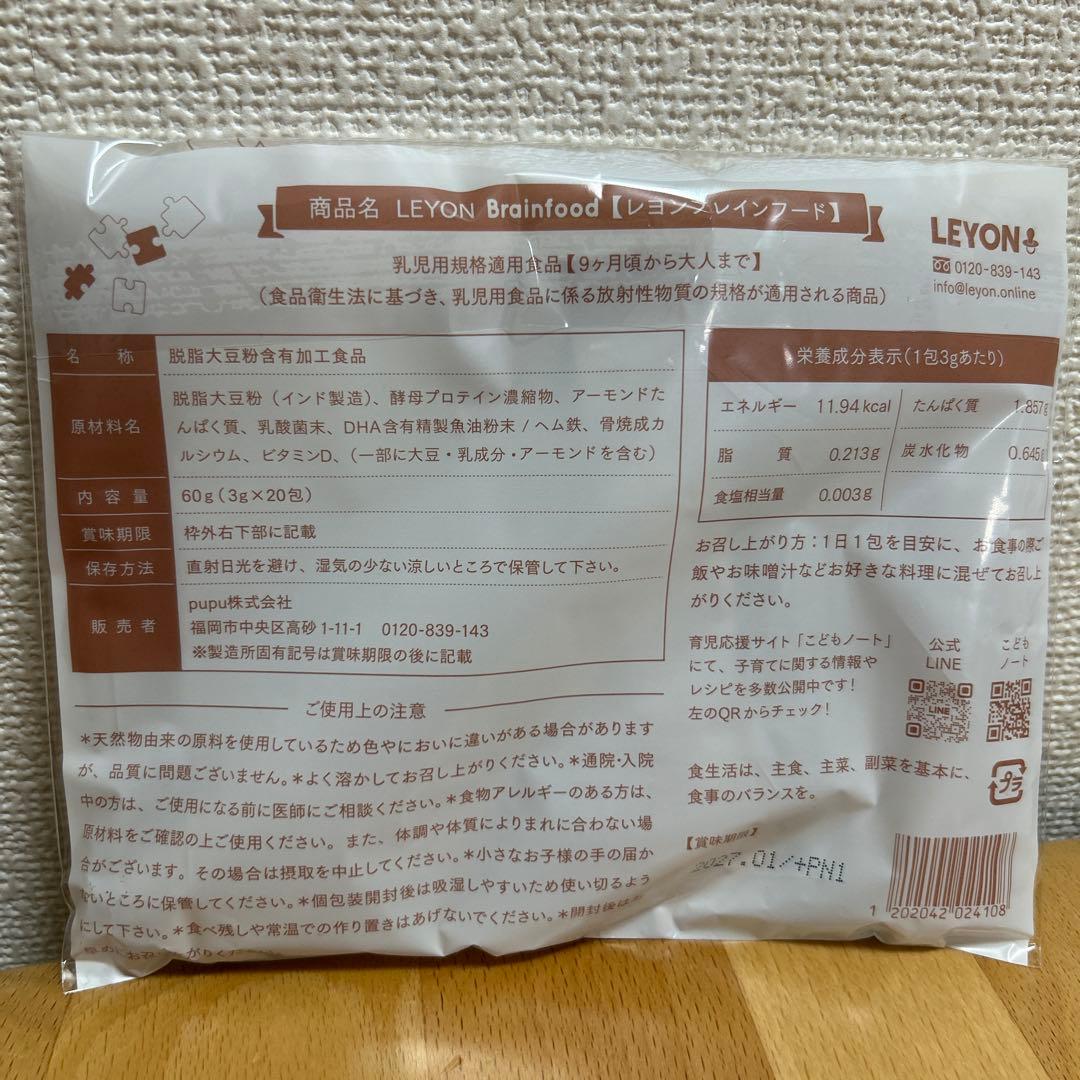 商品名 LEYON Brainfood【レヨンブレインフード】
LEYON
0120-839-143
info@leyon.online
乳児用規格適用食品【9ヶ月頃から大人まで】
(食品衛生法に基づき、乳児用食品に係る放射性物質の規格が適用される商品)
名 称 脱脂大豆粉含有加工食品
原材料名 脱脂大豆粉(インド製造)、酵母プロテイン濃縮物、アーモンドた
んぱく質、乳酸菌末、DHA含有精製魚油粉末/ヘム鉄、骨焼成カ
ルシウム、ビタミンD、(一部に大豆・乳成分・アーモンドを含む)
内容量 60g(3g×20包)
賞味期限 枠外右下部に記載
保存方法 直射日光を避け、湿気の少ない涼しいところで保管して下さい。
販売者 pupu株式会社
福岡市中央区高砂1-11-1 0120-839-143
※製造所固有記号は賞味期限の後に記載
栄養成分表示(1包3gあたり)
エネルギー 11.94kcal たんぱく質 1.857g
脂 質 0.213g 炭水化物 0.645g
食塩相当量 0.003g
お召し上がり方:1日1包を目安に、お食事の際ご
飯やお味噌汁などお好きな料理に混ぜてお召し上
がりください。
育児応援サイト「こどもノート」
にて、子育てに関する情報や
レシピを多数公開中です!
左のQRからチェック!
公式
LINE
こども
ノート
LINE
食生活は、主食、主菜、副菜を基本に、
食事のバランスを。
プラ
ご使用上の注意
*天然物由来の原料を使用しているため色やにおいに違いがある場合があります
が、品質に問題ございません。*よく溶かしてお召し上がりください。*通院・入院
中の方は、ご使用になる前に医師にご相談ください。*食物アレルギーのある方は、
原材料をご確認の上ご使用ください。また、体調や体質によりまれに合わない場
合がございます。その場合は摂取を中止してください。*小さなお子様の手の届か
ないところに保管してください。*個包装開封後は吸湿しやすいため使い切るよう
にして下さい。*食べ残しや常温での作り置きはあげないでください。*開封後は
【賞味期限】
2027.01/+PN1
1 202042 024108